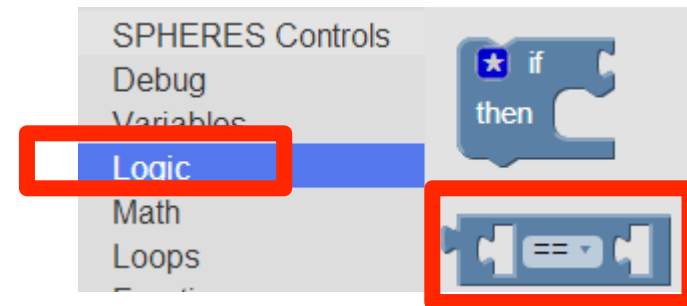 SPHERES Controls
Debug
Variables
Logic
Math
Loops
if
then
==